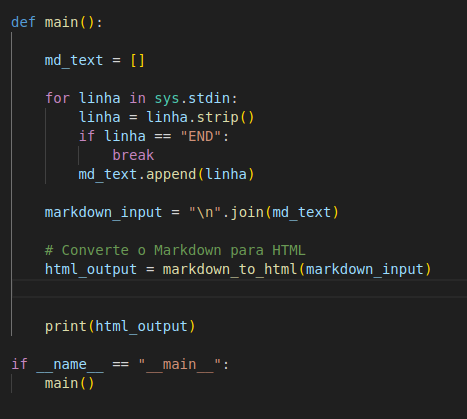 def main():
    md_text = []
    for linha in sys.stdin:
        linha = linha.strip()
        if linha == "END":
            break
        md_text.append(linha)
    markdown_input = "\n".join(md_text)
    # Converte o Markdown para HTML
    html_output = markdown_to_html(markdown_input)
    print(html_output)
if __name__ == "__main__":
    main()